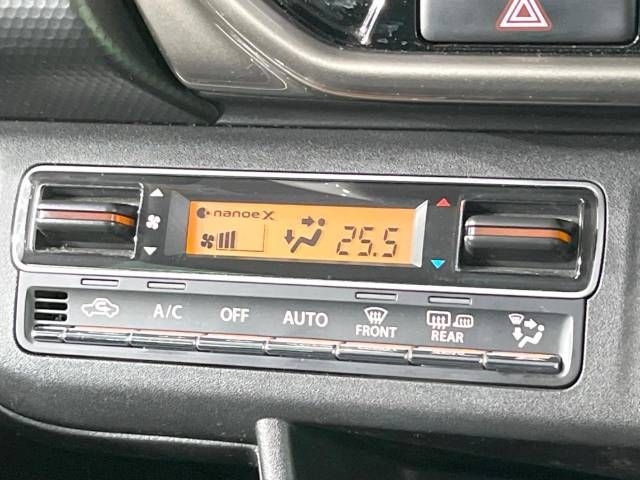 nanoeX
25.5
A/C OFF AUTO FRONT REAR